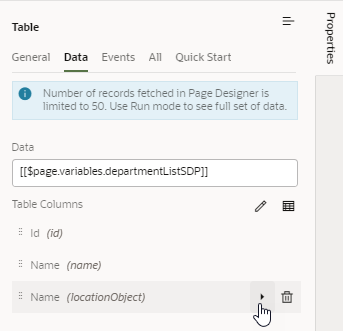 Table
Properties
General Data Events All Quick Start
Number of records fetched in Page Designer is
limited to 50. Use Run mode to see full set of data.
Data
[[$page.variables.departmentListSDP]]
Table Columns
Id (id)
Name (name)
Name (locationObject)